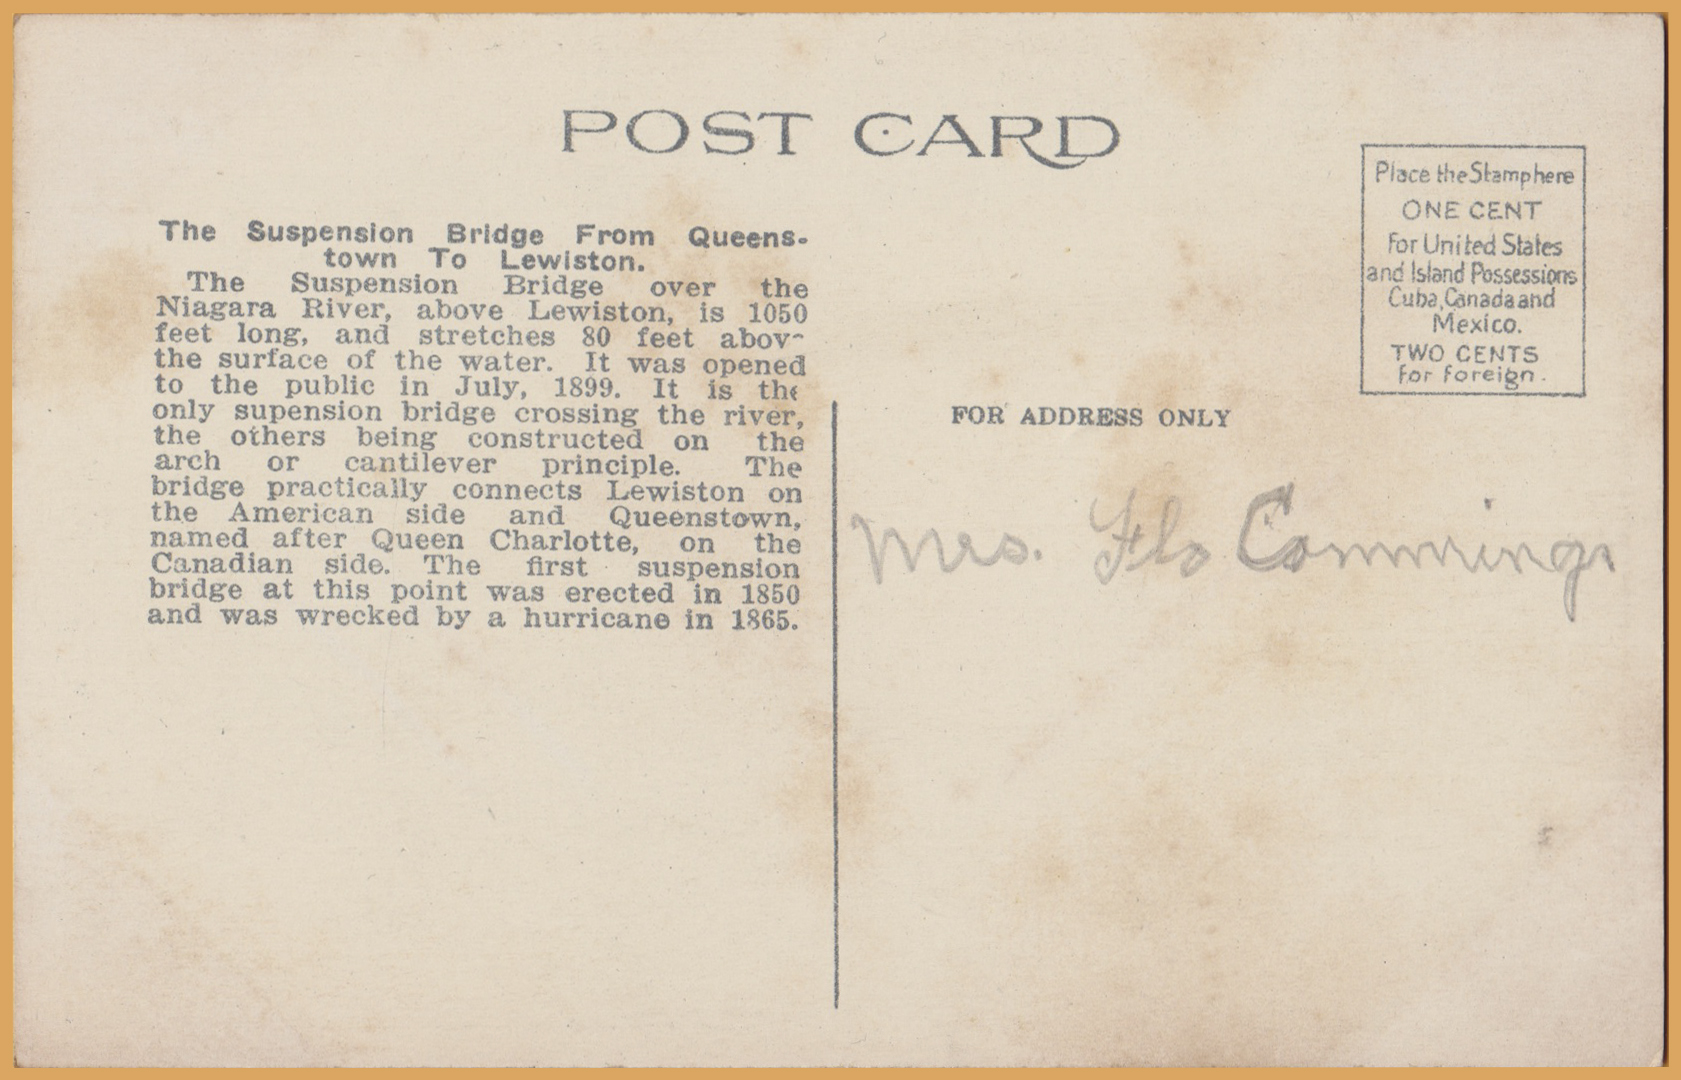 POST CARD
The Suspension Bridge From Queens-
town To Lewiston.
The Suspension Bridge over the
Niagara River, above Lewiston, is 1050
feet long, and stretches 80 feet abov-
the surface of the water. It was opened
to the public in July, 1899. It is the
only supension bridge crossing the river,
the others being constructed on the
arch or cantilever principle. The
bridge practically connects Lewiston on
the American side and Queenstown,
named after Queen Charlotte, on the
Canadian side. The first suspension
bridge at this point was erected in 1850
and was wrecked by a hurricane in 1865.
Place the Stamp here
ONE CENT
For United States
and Island Possessions
Cuba, Canada and
Mexico.
TWO CENTS
For Foreign.
FOR ADDRESS ONLY
Mrs. Flo Commings